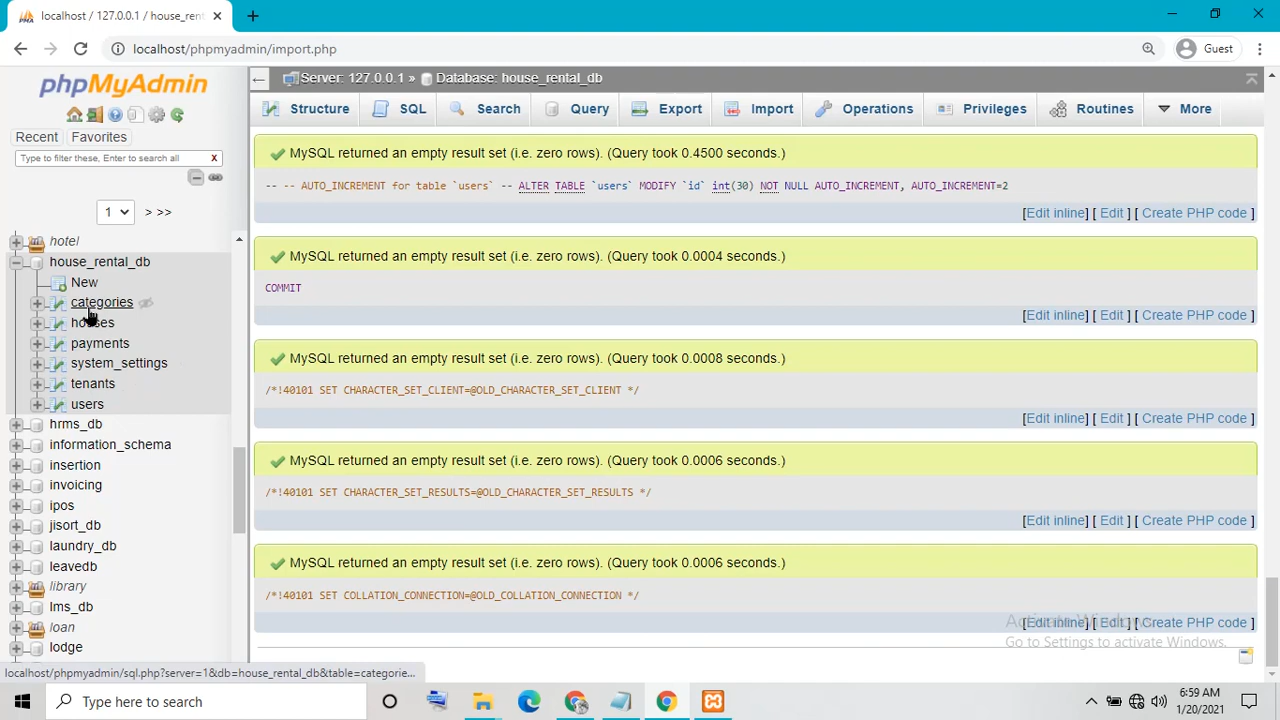 localhost / 127.0.0.1 / house_rent
Guest
localhost/phpmyadmin/import.php
phpMyAdmin
Recent
Favorites
Type to filter these, Enter to search all
X
1
> >>
hotel
house_rental_db
New
categories
houses
payments
system_settings
tenants
users
hrms_db
information_schema
insertion
invoicing
ipos
jisort_db
laundry_db
leavedb
library
lms_db
loan
lodge
Server: 127.0.0.1 » Database: house_rental_db
Structure
SQL
Search
Query
Export
Import
Operations
Privileges
Routines
More
MySQL returned an empty result set (i.e. zero rows). (Query took 0.4500 seconds.)
-- -- AUTO_INCREMENT for table `users` -- ALTER TABLE `users` MODIFY `id` int(30) NOT NULL AUTO_INCREMENT, AUTO_INCREMENT=2
[Edit inline] [ Edit ] [ Create PHP code ]
MySQL returned an empty result set (i.e. zero rows). (Query took 0.0004 seconds.)
COMMIT
[Edit inline] [ Edit ] [ Create PHP code ]
MySQL returned an empty result set (i.e. zero rows). (Query took 0.0008 seconds.)
/*!40101 SET CHARACTER_SET_CLIENT=@OLD_CHARACTER_SET_CLIENT */
[Edit inline] [ Edit ] [ Create PHP code ]
MySQL returned an empty result set (i.e. zero rows). (Query took 0.0006 seconds.)
/*!40101 SET CHARACTER_SET_RESULTS=@OLD_CHARACTER_SET_RESULTS */
[Edit inline] [ Edit ] [ Create PHP code ]
MySQL returned an empty result set (i.e. zero rows). (Query took 0.0006 seconds.)
/*!40101 SET COLLATION_CONNECTION=@OLD_COLLATION_CONNECTION */
[Edit inline] [ Edit ] [ Create PHP code ]
Activate Windows
Go to Settings to activate Windows.
localhost/phpmyadmin/sql.php?server=1&db=house_rental_db&table=categorie...
Type here to search
6:59 AM
1/20/2021